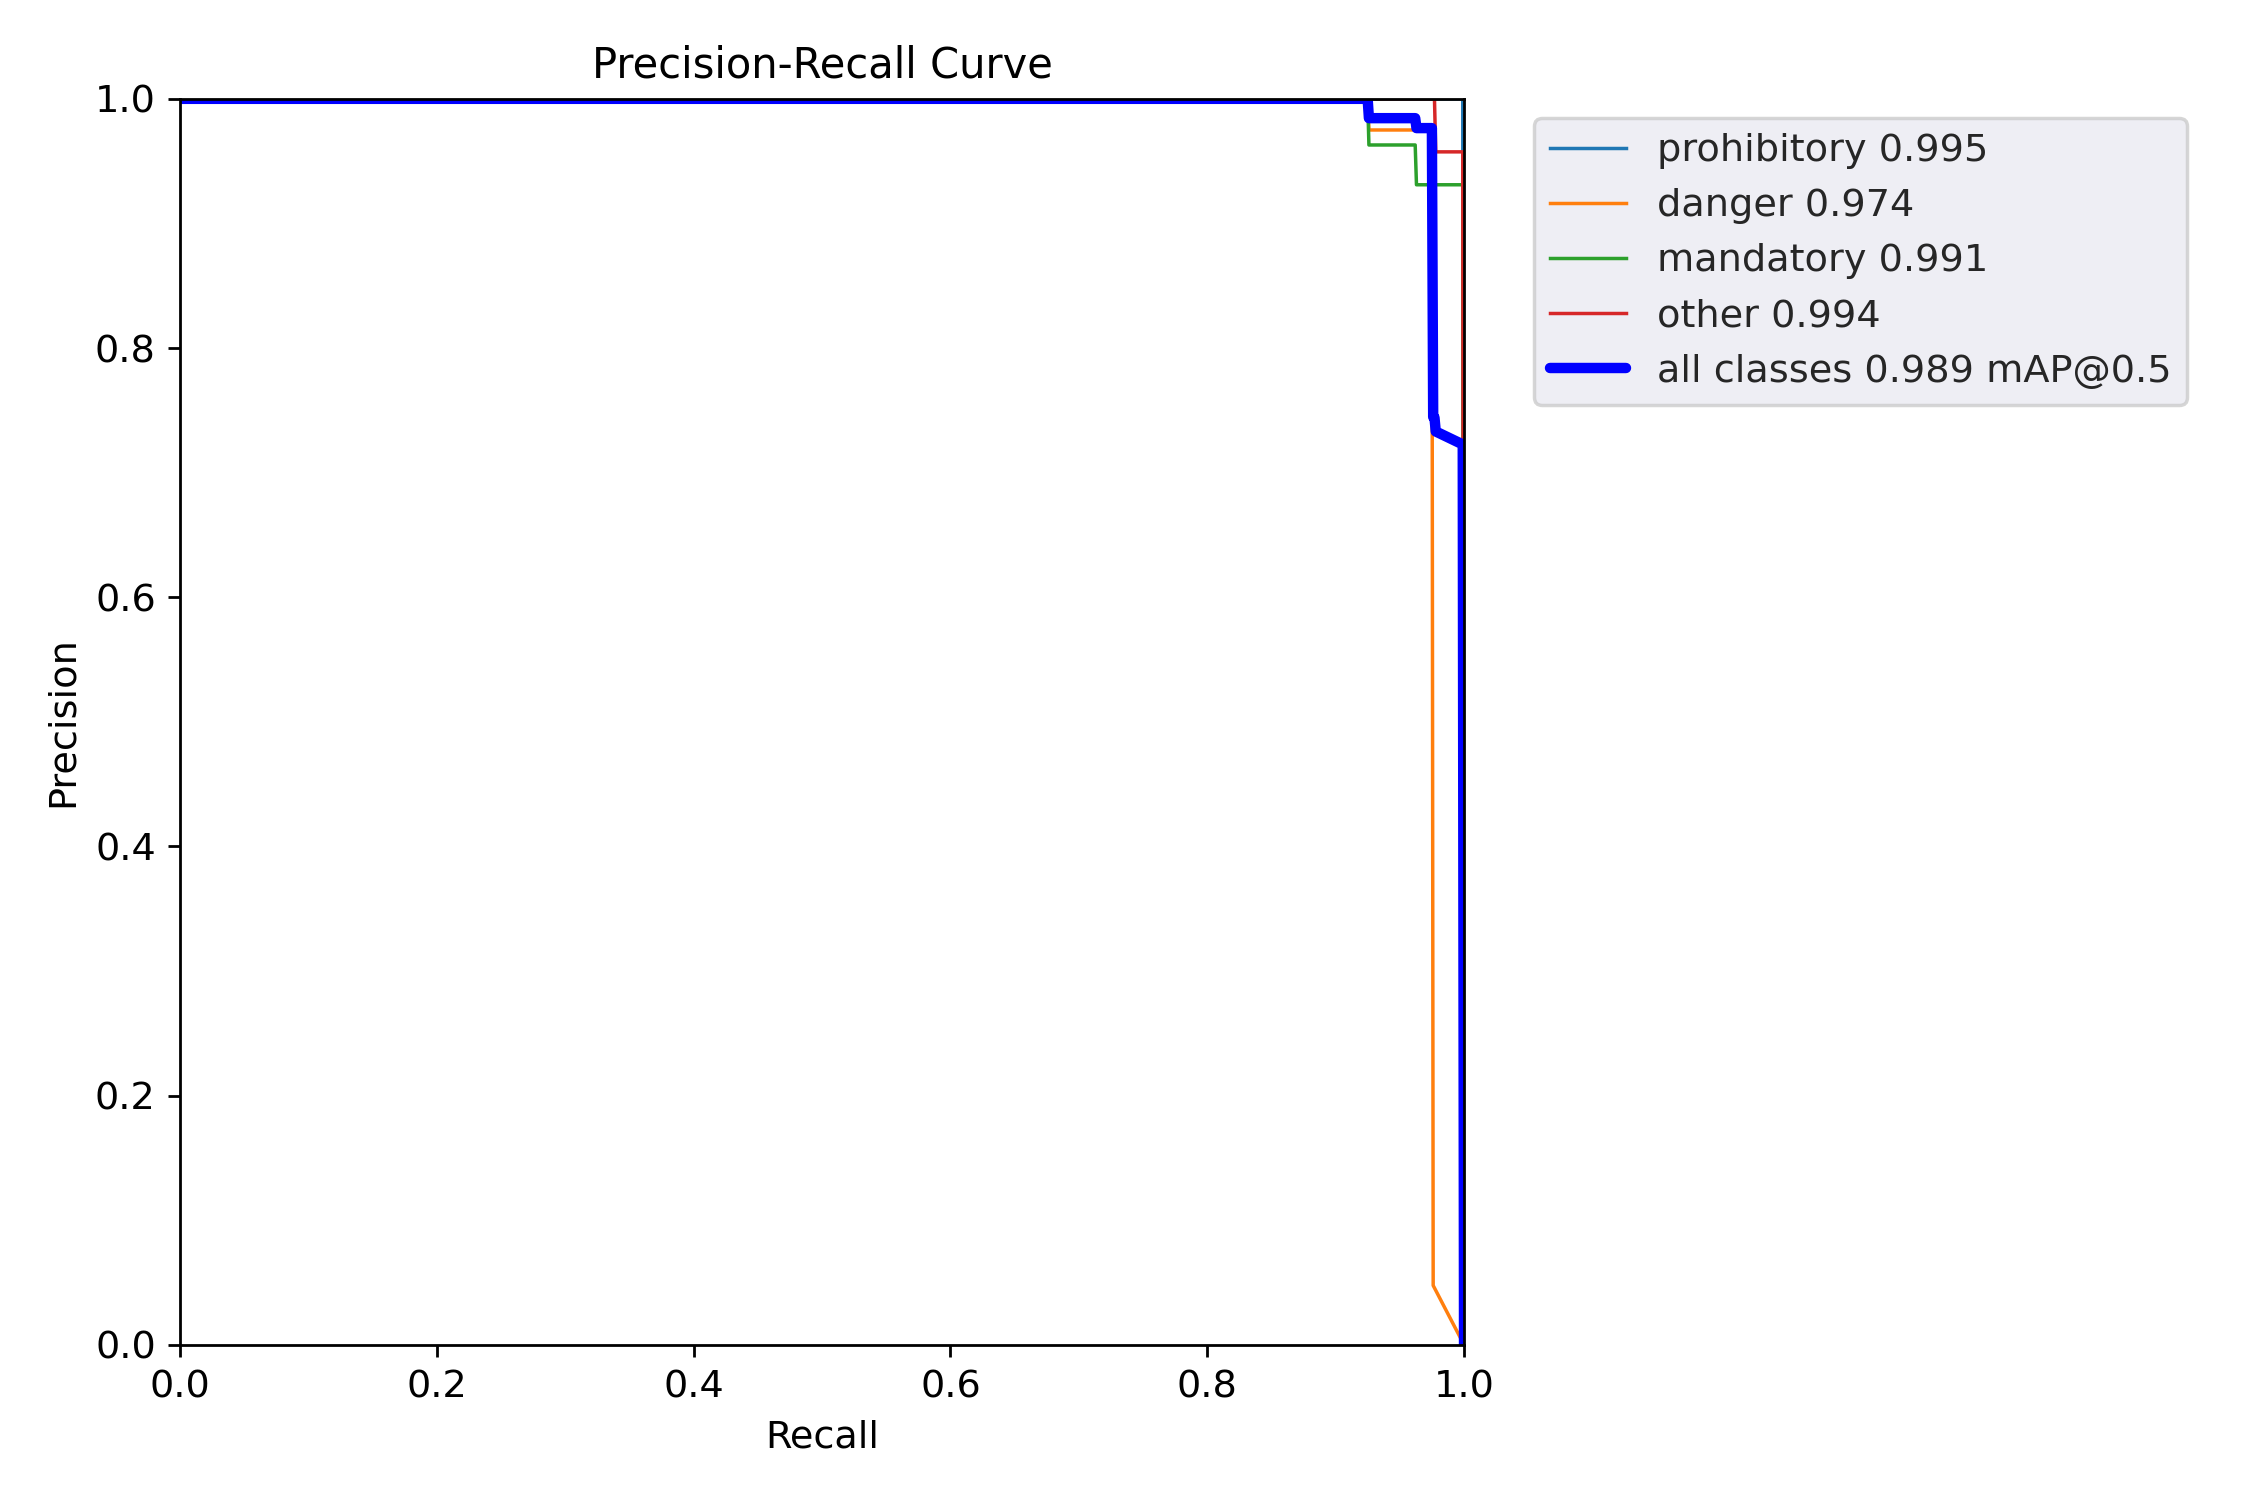 Precision-Recall Curve
1.0
0.8
0.6
0.4
0.2
0.0
Precision
0.0 0.2 0.4 0.6 0.8 1.0
Recall
prohibitory 0.995
danger 0.974
mandatory 0.991
other 0.994
all classes 0.989 mAP@0.5